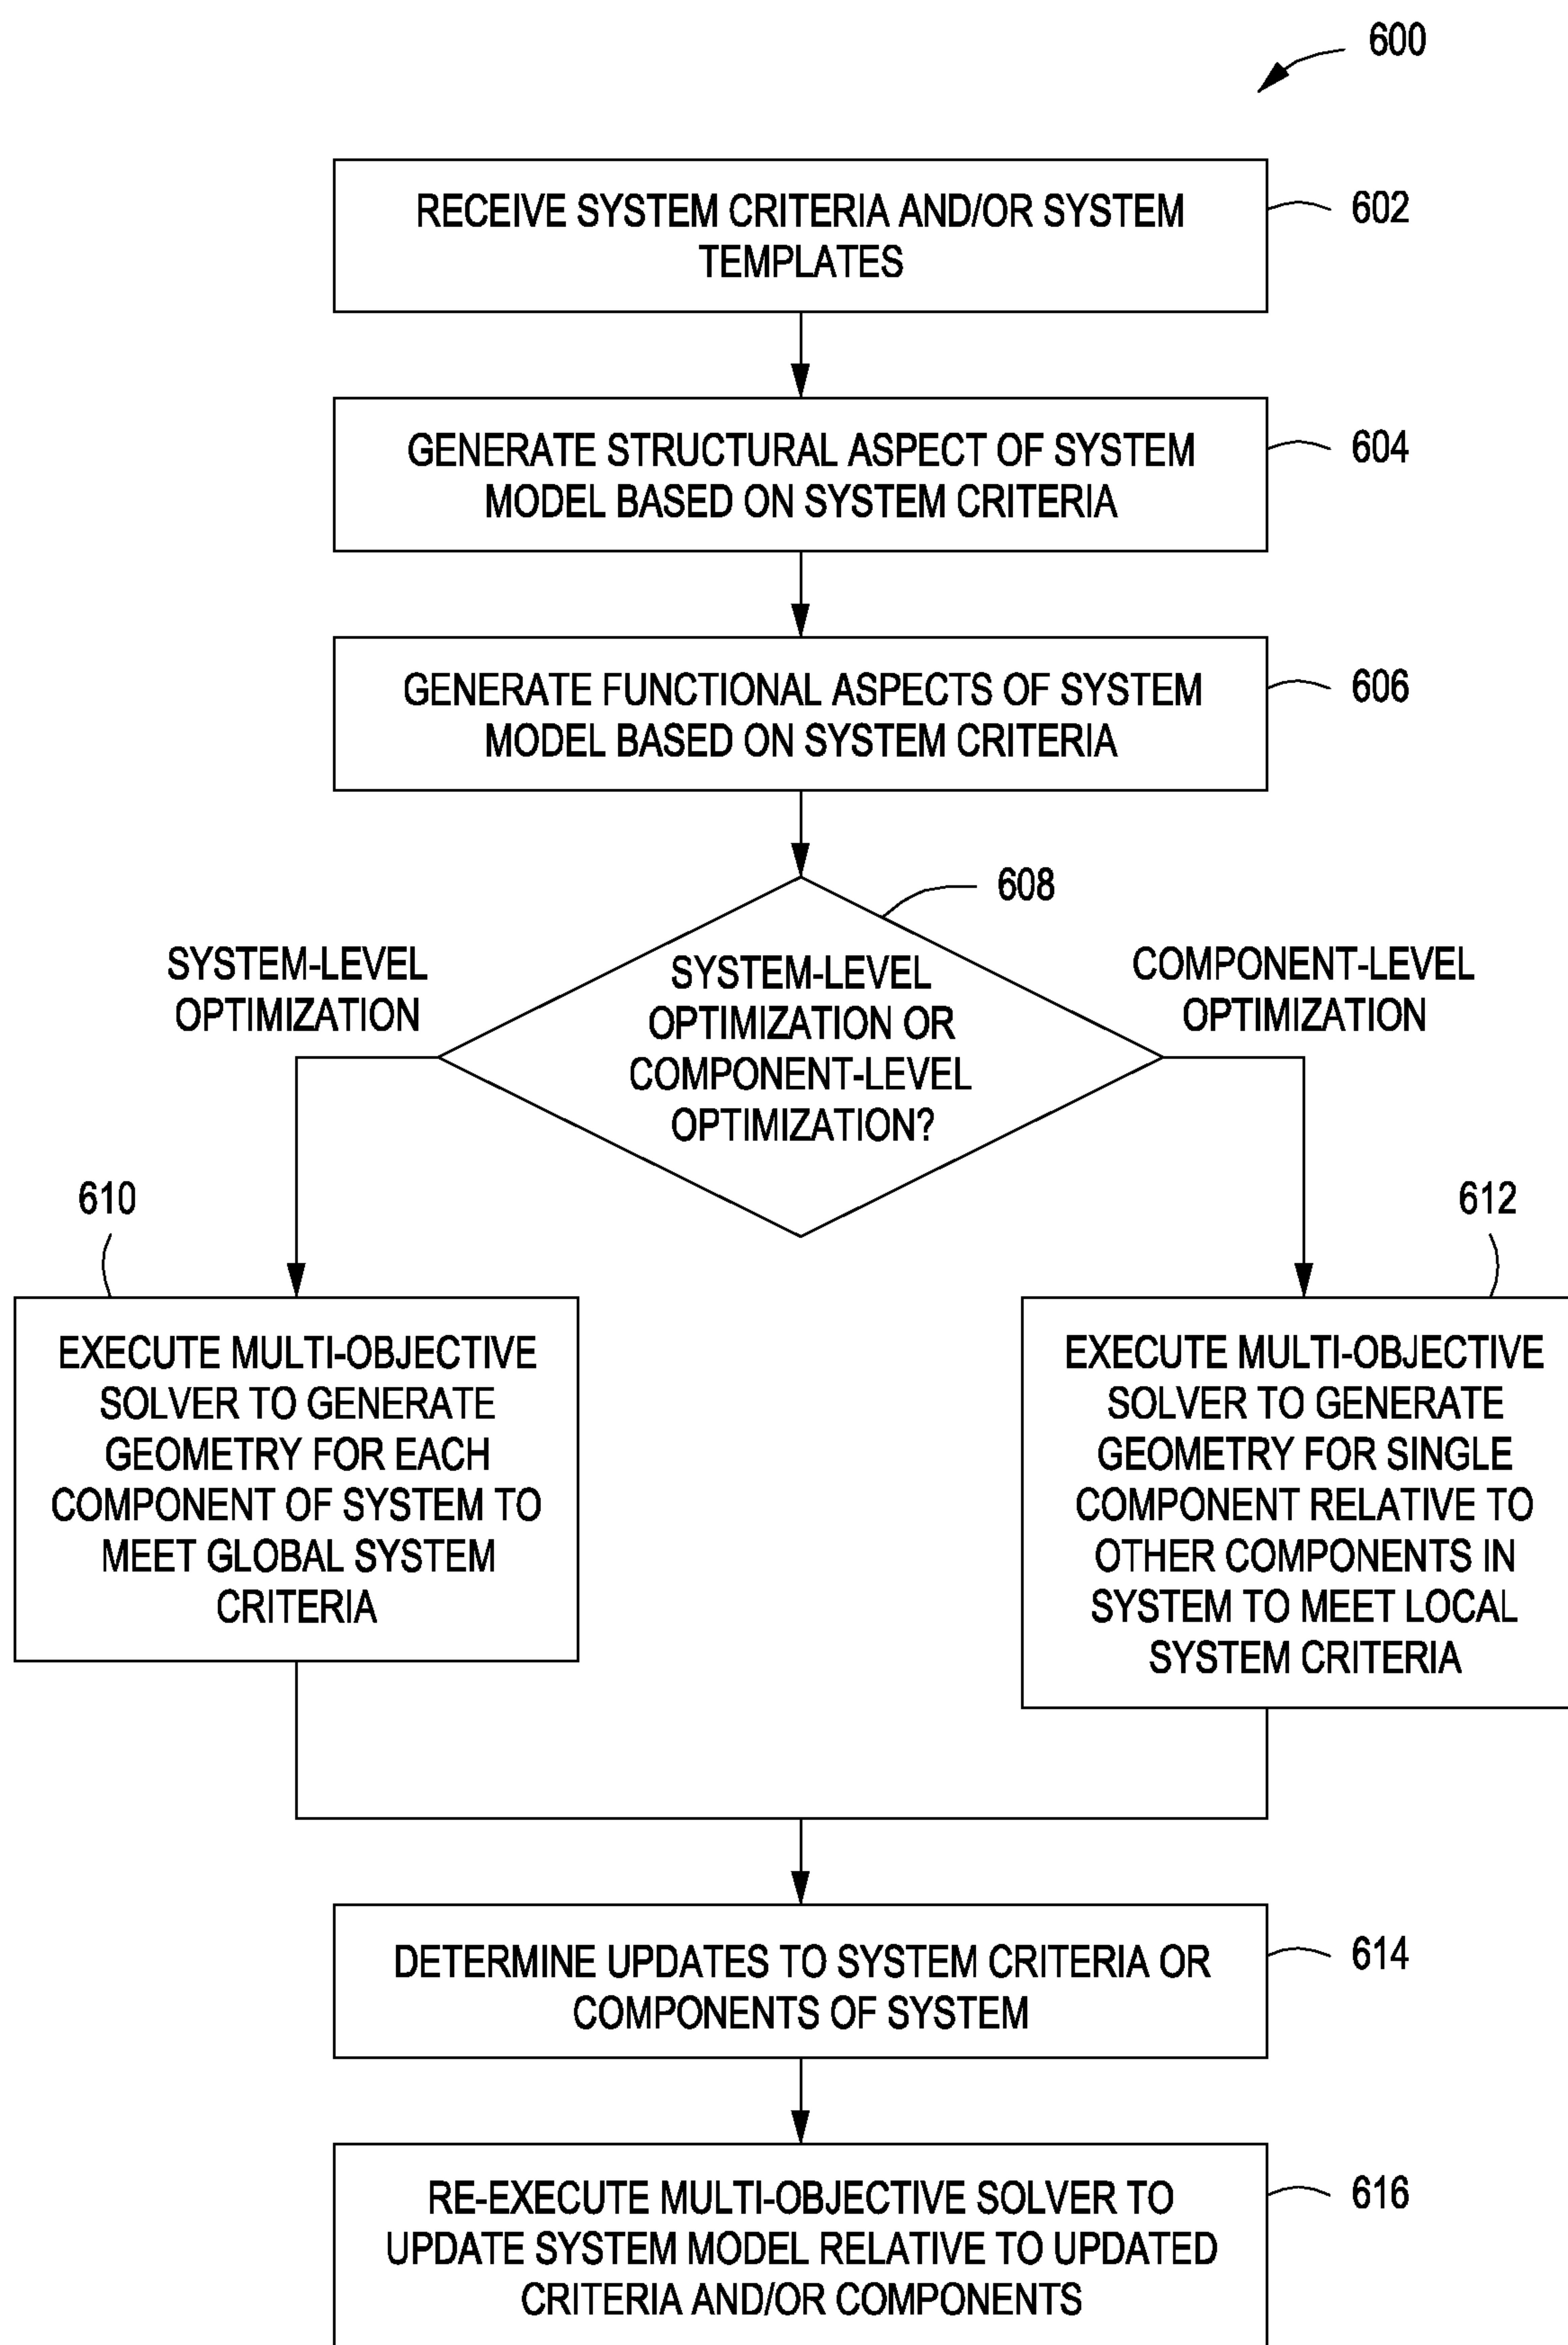 600
RECEIVE SYSTEM CRITERIA AND/OR SYSTEM
TEMPLATES
602
GENERATE STRUCTURAL ASPECT OF SYSTEM
MODEL BASED ON SYSTEM CRITERIA
604
GENERATE FUNCTIONAL ASPECTS OF SYSTEM
MODEL BASED ON SYSTEM CRITERIA
606
608
SYSTEM-LEVEL
OPTIMIZATION
SYSTEM-LEVEL
OPTIMIZATION OR
COMPONENT-LEVEL
OPTIMIZATION?
COMPONENT-LEVEL
OPTIMIZATION
610
EXECUTE MULTI-OBJECTIVE
SOLVER TO GENERATE
GEOMETRY FOR EACH
COMPONENT OF SYSTEM TO
MEET GLOBAL SYSTEM
CRITERIA
612
EXECUTE MULTI-OBJECTIVE
SOLVER TO GENERATE
GEOMETRY FOR SINGLE
COMPONENT RELATIVE TO
OTHER COMPONENTS IN
SYSTEM TO MEET LOCAL
SYSTEM CRITERIA
DETERMINE UPDATES TO SYSTEM CRITERIA OR
COMPONENTS OF SYSTEM
614
RE-EXECUTE MULTI-OBJECTIVE SOLVER TO
UPDATE SYSTEM MODEL RELATIVE TO UPDATED
CRITERIA AND/OR COMPONENTS
616